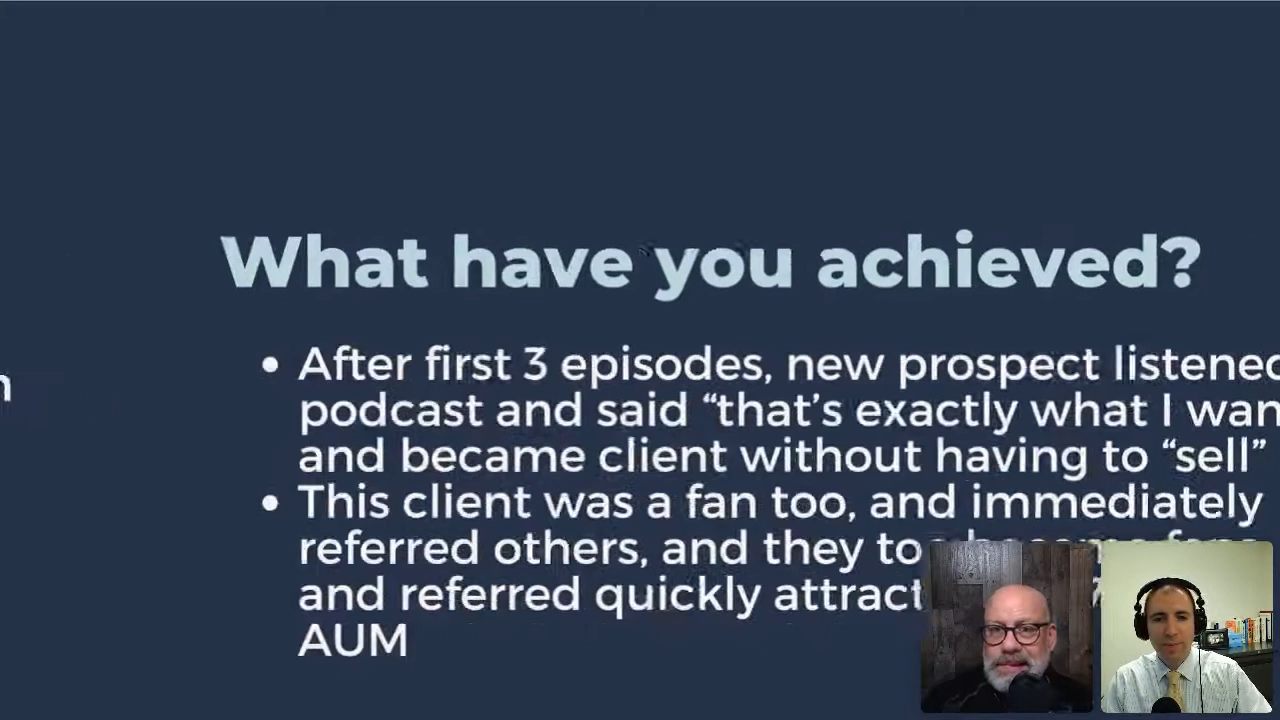 What have you achieved?
• After first 3 episodes, new prospect listened
podcast and said “that’s exactly what I wan
and became client without having to “sell”
• This client was a fan too, and immediately
referred others, and they too
and referred quickly attract
AUM